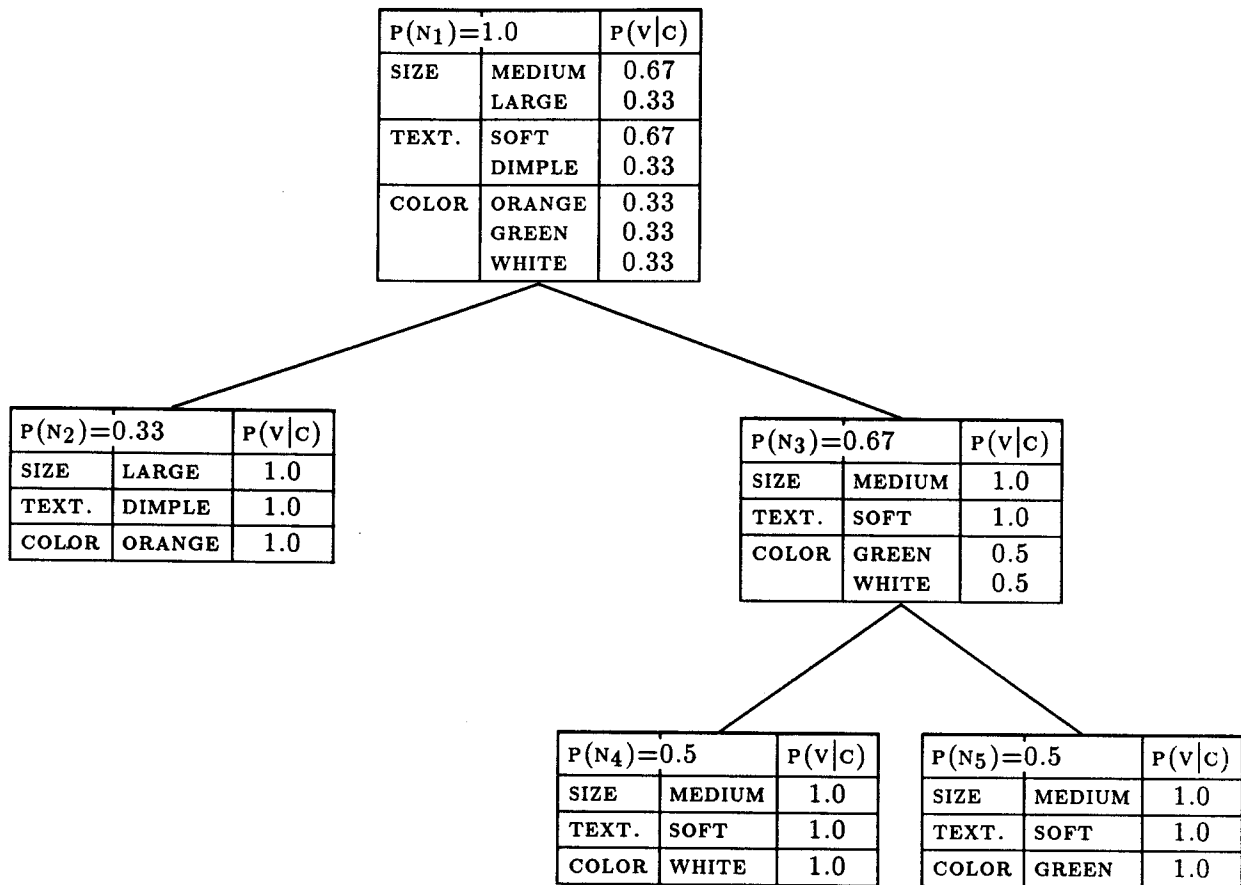 P(N1)=1.0 P(V|C)
SIZE MEDIUM 0.67
LARGE 0.33
TEXT. SOFT 0.67
DIMPLE 0.33
COLOR ORANGE 0.33
GREEN 0.33
WHITE 0.33
P(N2)=0.33 P(V|C)
SIZE LARGE 1.0
TEXT. DIMPLE 1.0
COLOR ORANGE 1.0
P(N3)=0.67 P(V|C)
SIZE MEDIUM 1.0
TEXT. SOFT 1.0
COLOR GREEN 0.5
WHITE 0.5
P(N4)=0.5 P(V|C)
SIZE MEDIUM 1.0
TEXT. SOFT 1.0
COLOR WHITE 1.0
P(N5)=0.5 P(V|C)
SIZE MEDIUM 1.0
TEXT. SOFT 1.0
COLOR GREEN 1.0